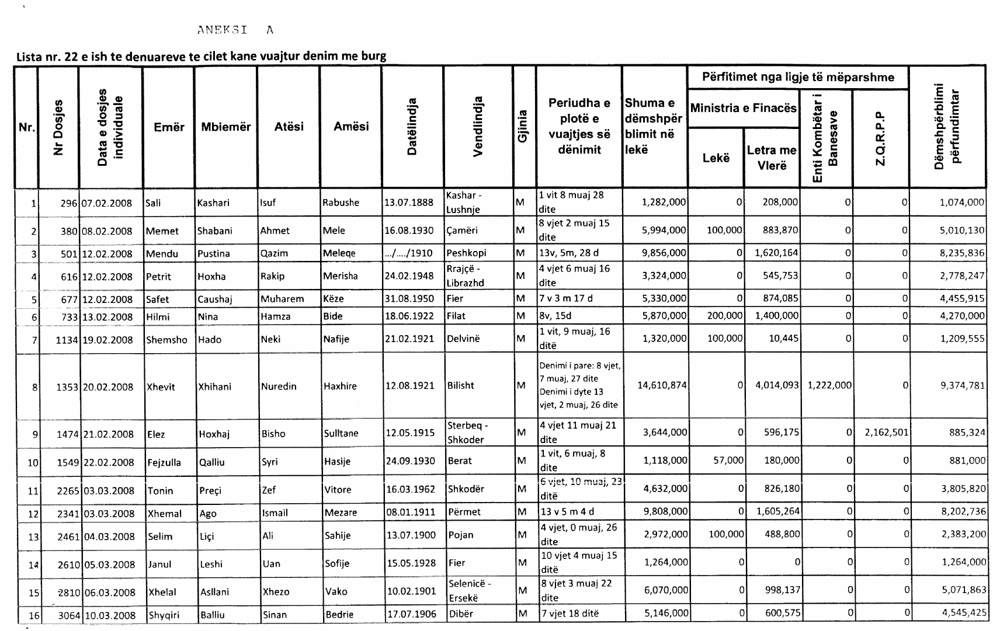 ANEKSI A
Lista nr. 22 e ish te denuareve te cilet kane vuajtur denim me burg
Nr. Nr Dosjes Data e dosjes individuale Emër Mbiemër Atësi Amësi Datëlindja Vendlindja Gjinia Periudha e plotë e vuajtjes së dënimit Shuma e dëmshpër blimit në lekë Përfitimet nga ligje të mëparshme Ministria e Finacës Lekë Letra me Vlerë Enti Kombëtar i Banesave Z.Q.R.P.P Dëmshpërblimi përfundimtar
1 296 07.02.2008 Sali Kashari Isuf Rabushe 13.07.1888 Kashar - Lushnje M 1 vit 8 muaj 28 dite 1,282,000 0 208,000 0 0 1,074,000
2 380 08.02.2008 Memet Shabani Ahmet Mele 16.08.1930 Çamëri M 8 vjet 2 muaj 15 dite 5,994,000 100,000 883,870 0 0 5,010,130
3 501 12.02.2008 Mendu Pustina Qazim Meleqe .../..../1910 Peshkopi M 13v, 5m, 28 d 9,856,000 0 1,620,164 0 0 8,235,836
4 616 12.02.2008 Petrit Hoxha Rakip Merisha 24.02.1948 Rrajçë - Librazhd M 4 vjet 6 muaj 16 dite 3,324,000 0 545,753 0 0 2,778,247
5 677 12.02.2008 Safet Caushaj Muharem Këze 31.08.1950 Fier M 7 v 3 m 17 d 5,330,000 0 874,085 0 0 4,455,915
6 733 13.02.2008 Hilmi Nina Hamza Bide 18.06.1922 Filat M 8v, 15d 5,870,000 200,000 1,400,000 0 0 4,270,000
7 1134 19.02.2008 Shemsho Hado Neki Nafije 21.02.1921 Delvinë M 1 vit, 9 muaj, 16 ditë 1,320,000 100,000 10,445 0 0 1,209,555
8 1353 20.02.2008 Xhevit Xhihani Nuredin Haxhire 12.08.1921 Bilisht M Denimi i pare: 8 vjet, 7 muaj, 27 dite Denimi i dyte 13 vjet, 2 muaj, 26 dite 14,610,874 0 4,014,093 1,222,000 0 9,374,781
9 1474 21.02.2008 Elez Hoxhaj Bisho Sulltane 12.05.1915 Sterbeq - Shkoder M 4 vjet 11 muaj 21 dite 3,644,000 0 596,175 0 2,162,501 885,324
10 1549 22.02.2008 Fejzulla Qalliu Syri Hasije 24.09.1930 Berat M 1 vit, 6 muaj, 8 dite 1,118,000 57,000 180,000 0 0 881,000
11 2265 03.03.2008 Tonin Preçi Zef Vitore 16.03.1962 Shkodër M 6 vjet, 10 muaj, 23 ditë 4,632,000 0 826,180 0 0 3,805,820
12 2341 03.03.2008 Xhemal Ago Ismail Mezare 08.01.1911 Përmet M 13 v 5 m 4 d 9,808,000 0 1,605,264 0 0 8,202,736
13 2461 04.03.2008 Selim Liçi Ali Sahije 13.07.1900 Pojan M 4 vjet, 0 muaj, 26 dite 2,972,000 100,000 488,800 0 0 2,383,200
14 2610 05.03.2008 Janul Leshi Uan Sofije 15.05.1928 Fier M 10 vjet 4 muaj 15 ditë 1,264,000 0 0 0 0 1,264,000
15 2810 06.03.2008 Xhelal Asllani Xhezo Vako 10.02.1901 Selenicë - Ersekë M 8 vjet 3 muaj 22 dite 6,070,000 0 998,137 0 0 5,071,863
16 3064 10.03.2008 Shyqiri Balliu Sinan Bedrie 17.07.1906 Dibër M 7 vjet 18 ditë 5,146,000 0 600,575 0 0 4,545,425